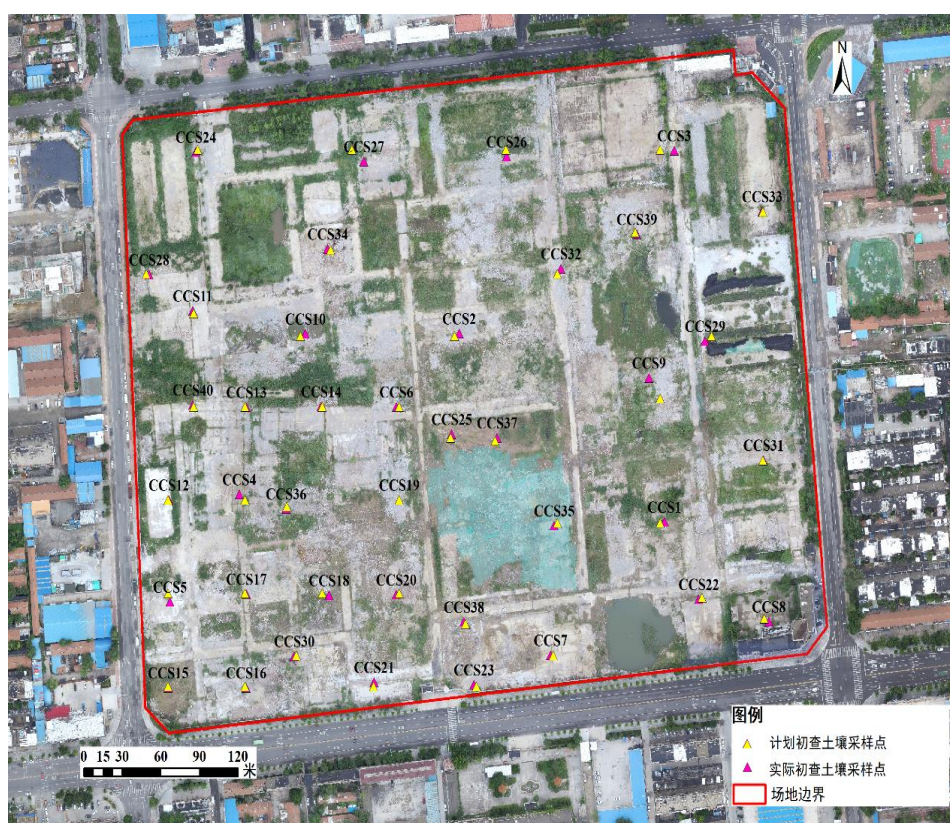 N
CCS24
CCS27
CCS26
CCS3
CCS33
CCS34
CCS39
CCS28
CCS32
CCS11
CCS10
CCS2
CCS29
CCS9
CCS40
CCS13
CCS14
CCS6
CCS25
CCS37
CCS31
CCS12
CCS4
CCS36
CCS19
CCS35
CCS1
CCS5
CCS17
CCS18
CCS20
CCS22
CCS38
CCS8
CCS30
CCS7
CCS15
CCS16
CCS21
CCS23
0 15 30 60 90 120
米
图例
计划初查土壤采样点
实际初查土壤采样点
场地边界